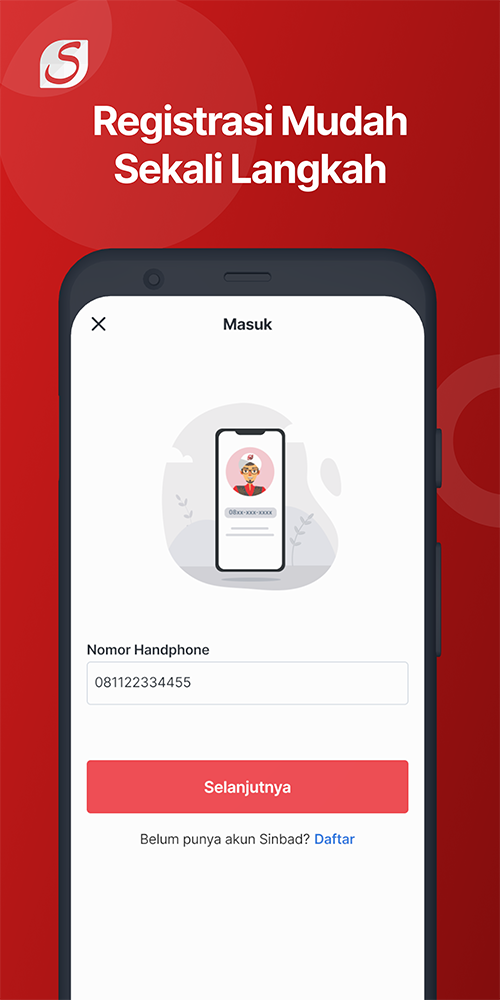 S
Registrasi Mudah
Sekali Langkah
Masuk
08xx-xxx-xxxx
Nomor Handphone
081122334455
Selanjutnya
Belum punya akun Sinbad? Daftar